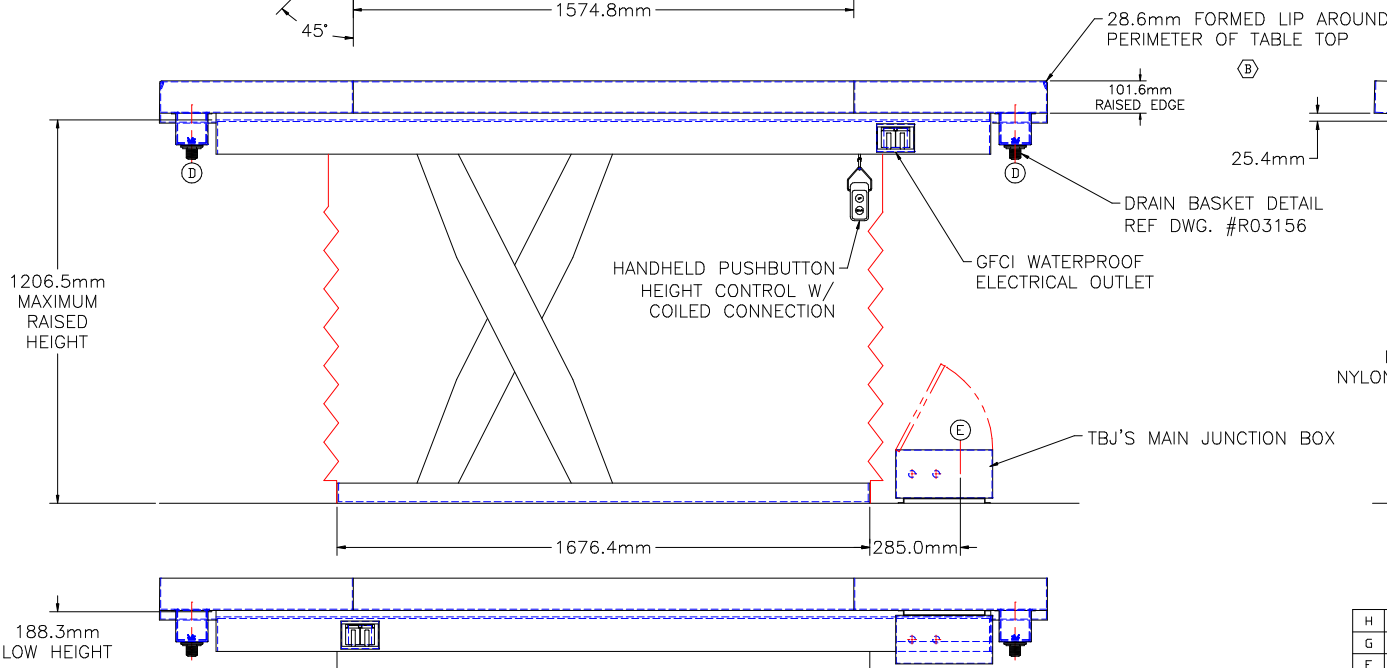 1574.8mm
45°
28.6mm FORMED LIP AROUND
PERIMETER OF TABLE TOP
B
101.6mm
RAISED EDGE
25.4mm
D
D
DRAIN BASKET DETAIL
REF DWG. #R03156
GFCI WATERPROOF
ELECTRICAL OUTLET
HANDHELD PUSHBUTTON
HEIGHT CONTROL W/
COILED CONNECTION
1206.5mm
MAXIMUM
RAISED
HEIGHT
NYLON
E
TBJ'S MAIN JUNCTION BOX
1676.4mm
285.0mm
188.3mm
LOW HEIGHT
H
G